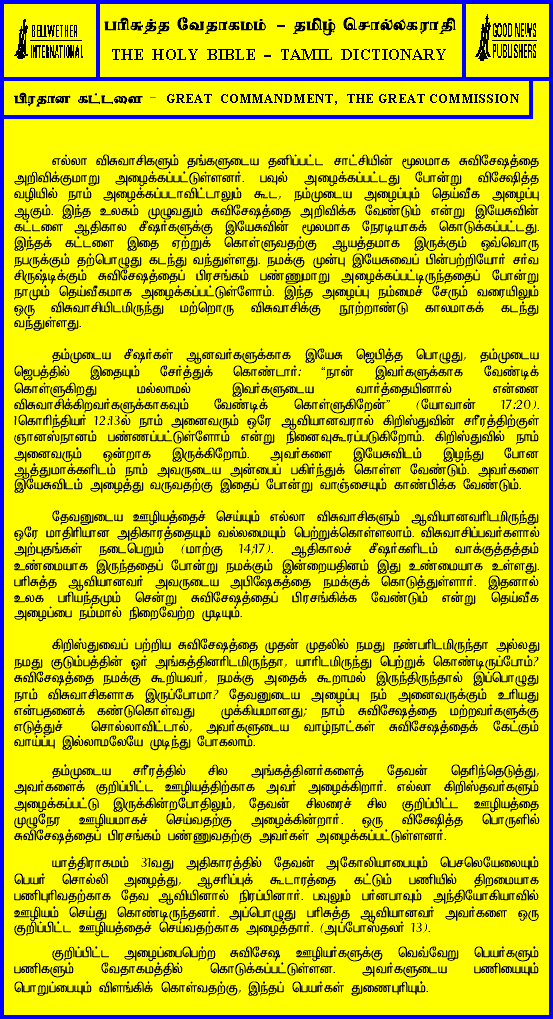 BELLWETHER
INTERNATIONAL
பரிசுத்த வேதாகமம் – தமிழ் சொல்லகராதி
THE HOLY BIBLE – TAMIL DICTIONARY
GOOD NEWS
PUBLISHERS
பிரதான கட்டளை – GREAT COMMANDMENT, THE GREAT COMMISSION
எல்லா விசுவாசிகளும் தங்களுடைய தனிப்பட்ட சாட்சியின் மூலமாக சுவிசேஷத்தை
அறிவிக்குமாறு அழைக்கப்பட்டுள்ளனர். பவுல் அழைக்கப்பட்டது போன்று விசேஷித்த
வழியில் நாம் அழைக்கப்படாவிட்டாலும் கூட, நம்முடைய அழைப்பும் தெய்வீக அழைப்பு
ஆகும். இந்த உலகம் முழுவதும் சுவிசேஷத்தை அறிவிக்க வேண்டும் என்று இயேசுவின்
கட்டளை ஆதிகால சீஷர்களுக்கு இயேசுவின் மூலமாக நேரடியாகக் கொடுக்கப்பட்டது.
இந்தக் கட்டளை இதை ஏற்றுக் கொள்ளுவதற்கு ஆயத்தமாக இருக்கும் ஒவ்வொரு
நபருக்கும் தற்பொழுது கடந்து வந்துள்ளது. நமக்கு முன்பு இயேசுவைப் பின்பற்றியோர் சர்வ
சிருஷ்டிக்கும் சுவிசேஷத்தைப் பிரசங்கம் பண்ணுமாறு அழைக்கப்பட்டிருந்ததைப் போன்று
நாமும் தெய்வீகமாக அழைக்கப்பட்டுள்ளோம். இந்த அழைப்பு நம்மைச் சேரும் வரையிலும்
ஒரு விசுவாசியிடமிருந்து மற்றொரு விசுவாசிக்கு நூற்றாண்டு காலமாகக் கடந்து
வந்துள்ளது.
தம்முடைய சீஷர்கள் ஆனவர்களுக்காக இயேசு ஜெபித்த பொழுது, தம்முடைய
ஜெபத்தில் இதையும் சேர்த்துக் கொண்டார்: “நான் இவர்களுக்காக வேண்டிக்
கொள்ளுகிறது மல்லாமல் இவர்களுடைய வார்த்தையினால் என்னை
விசுவாசிக்கிறவர்களுக்காகவும் வேண்டிக் கொள்ளுகிறேன்” (யோவான் 17:20).
1கொரிந்தியர் 12:13ல் நாம் அனைவரும் ஒரே ஆவியானவரால் கிறிஸ்துவின் சரீரத்திற்குள்
ஞானஸ்நானம் பண்ணப்பட்டுள்ளோம் என்று நினைவுகூரப்படுகிறோம். கிறிஸ்துவில் நாம்
அனைவரும் ஒன்றாக இருக்கிறோம். அவர்களை இயேசுவிடம் இழந்து போன
ஆத்துமாக்களிடம் நாம் அவருடைய அன்பைப் பகிர்ந்துக் கொள்ள வேண்டும். அவர்களை
இயேசுவிடம் அழைத்து வருவதற்கு இதைப் போன்று வாஞ்சையும் காண்பிக்க வேண்டும்.
தேவனுடைய ஊழியத்தைச் செய்யும் எல்லா விசுவாசிகளும் ஆவியானவரிடமிருந்து
ஒரே மாதிரியான அதிகாரத்தையும் வல்லமையும் பெற்றுக்கொள்ளலாம். விசுவாசிப்பவர்களால்
அற்புதங்கள் நடைபெறும் (மாற்கு 14;17). ஆதிகாலச் சீஷர்களிடம் வாக்குத்தத்தம்
உண்மையாக இருந்ததைப் போன்று நமக்கும் இன்றையதினம் இது உண்மையாக உள்ளது.
பரிசுத்த ஆவியானவர் அவருடைய அபிஷேகத்தை நமக்குக் கொடுத்துள்ளார். இதனால்
உலக பரியந்தமும் சென்று சுவிசேஷத்தைப் பிரசங்கிக்க வேண்டும் என்று தெய்வீக
அழைப்பை நம்மால் நிறைவேற்ற முடியும்.
கிறிஸ்துவைப் பற்றிய சுவிசேஷத்தை முதன் முதலில் நமது நண்பரிடமிருந்தா அல்லது
நமது குடும்பத்தின் ஓர் அங்கத்தினரிடமிருந்தா, யாரிடமிருந்து பெற்றுக் கொண்டிருப்போம்?
சுவிசேஷத்தை நமக்கு கூறியவர், நமக்கு அதைக் கூறாமல் இருந்திருந்தால் இப்பொழுது
நாம் விசுவாசிகளாக இருப்போமா? தேவனுடைய அழைப்பு நம் அனைவருக்கும் உரியது
என்பதனைக் கண்டுகொள்வது முக்கியமானது; நாம் சுவிசேஷத்தை மற்றவர்களுக்கு
எடுத்துச் சொல்லாவிட்டால், அவர்களுடைய வாழ்நாட்கள் சுவிசேஷத்தைக் கேட்கும்
வாய்ப்பு இல்லாமலேயே முடிந்து போகலாம்.
தம்முடைய சரீரத்தில் சில அங்கத்தினர்களைத் தேவன் தெரிந்தெடுத்து,
அவர்களைக் குறிப்பிட்ட ஊழியத்திற்காக அவர் அழைக்கிறார். எல்லா கிறிஸ்தவர்களும்
அழைக்கப்பட்டு இருக்கின்றபோதிலும், தேவன் சிலரைச் சில குறிப்பிட்ட ஊழியத்தை
முழுநேர ஊழியமாகச் செய்வதற்கு அழைக்கின்றார். ஒரு விசேஷித்த பொருளில்
சுவிசேஷத்தைப் பிரசங்கம் பண்ணுவதற்கு அவர்கள் அழைக்கப்பட்டுள்ளனர்.
யாத்திராகமம் 31வது அதிகாரத்தில் தேவன் அகோலியாபையும் பெசலெயேலையும்
பெயர் சொல்லி அழைத்து, ஆசரிப்புக் கூடாரத்தை கட்டும் பணியில் திறமையாக
பணிபுரிவதற்காக தேவ ஆவியினால் நிரப்பினார். பவுலும் பர்னபாவும் அந்தியோகியாவில்
ஊழியம் செய்து கொண்டிருந்தனர். அப்பொழுது பரிசுத்த ஆவியானவர் அவர்களை ஒரு
குறிப்பிட்ட ஊழியத்தைச் செய்வதற்காக அழைத்தார். (அப்போஸ்தலர் 13).
குறிப்பிட்ட அழைப்பைபெற்ற சுவிசேஷ ஊழியர்களுக்கு வெவ்வேறு பெயர்களும்
பணிகளும் வேதாகமத்தில் கொடுக்கப்பட்டுள்ளன. அவர்களுடைய பணியையும்
பொறுப்பையும் விளங்கிக் கொள்வதற்கு, இந்தப் பெயர்கள் துணைபுரியும்.